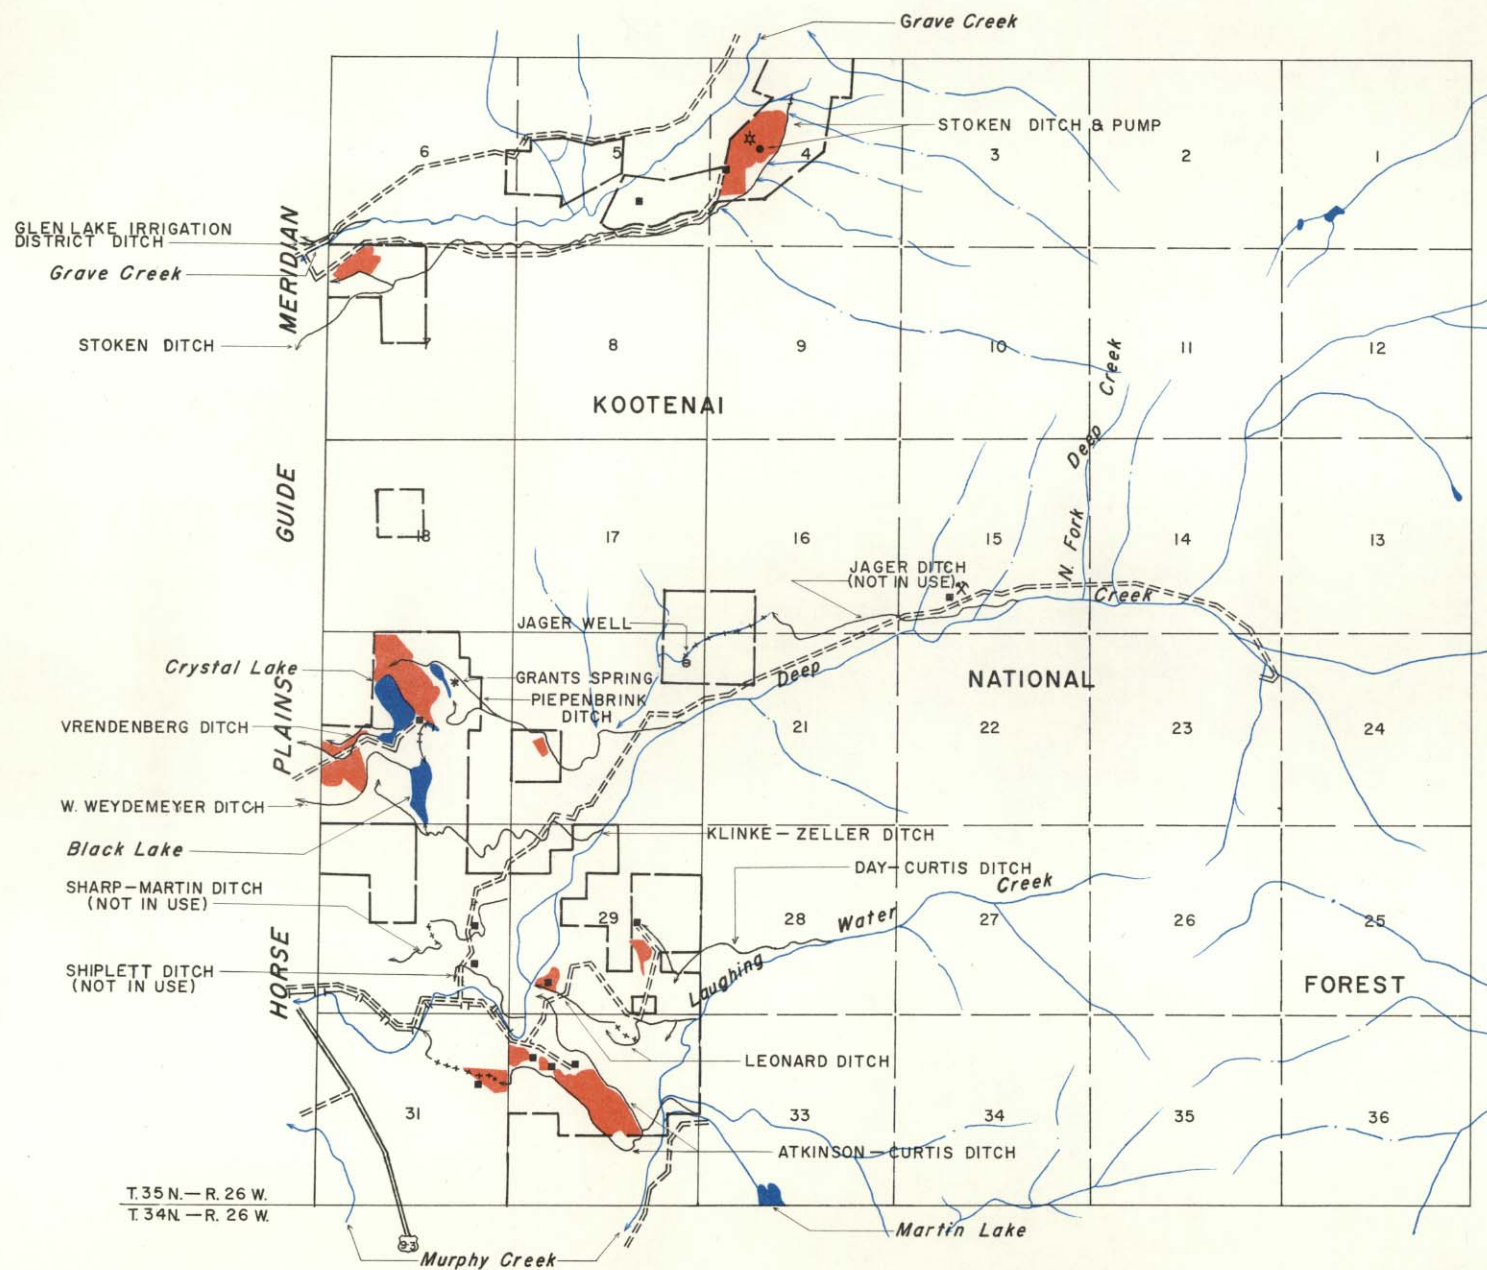 Grave Creek
STOKEN DITCH & PUMP
6
5
4
3
2
1
GLEN LAKE IRRIGATION
DISTRICT DITCH
Grave Creek
MERIDIAN
STOKEN DITCH
7
8
9
10
11
12
Creek
KOOTENAI
Deep
GUIDE
18
17
16
15
14
13
N. Fork
JAGER DITCH
(NOT IN USE)
Creek
JAGER WELL
Crystal Lake
GRANTS SPRING
PIEPENBRINK
DITCH
Deep
NATIONAL
VRENDENBERG DITCH
PLAINS
21
22
23
24
W. WEYDEMEYER DITCH
KLINKE-ZELLER DITCH
Black Lake
DAY-CURTIS DITCH
SHARP-MARTIN DITCH
(NOT IN USE)
Creek
29
28
Water
27
26
25
HORSE
SHIPLETT DITCH
(NOT IN USE)
Laughing
FOREST
LEONARD DITCH
31
33
34
35
36
ATKINSON-CURTIS DITCH
T. 35 N.-R. 26 W.
T. 34 N.-R. 26 W.
93
Martin Lake
Murphy Creek